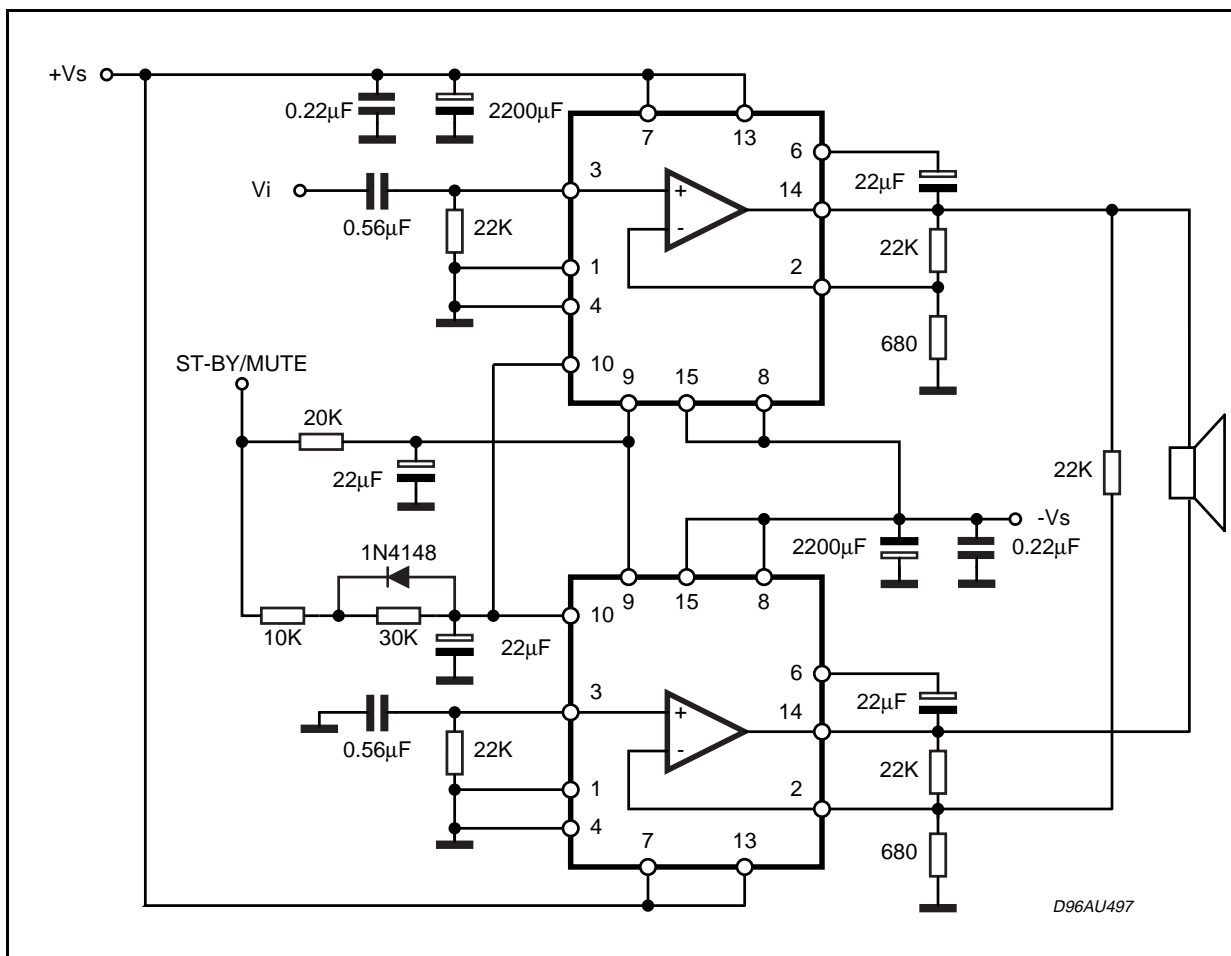 +Vs
0.22µF
2200µF
7
13
6
Vi
3
+
14
22µF
0.56µF
22K
-
22K
1
2
4
680
ST-BY/MUTE
10
9
15
8
20K
22µF
22K
-Vs
1N4148
2200µF
0.22µF
9
15
8
10K
30K
22µF
10
6
3
+
14
22µF
0.56µF
22K
-
22K
1
2
4
7
13
680
D96AU497